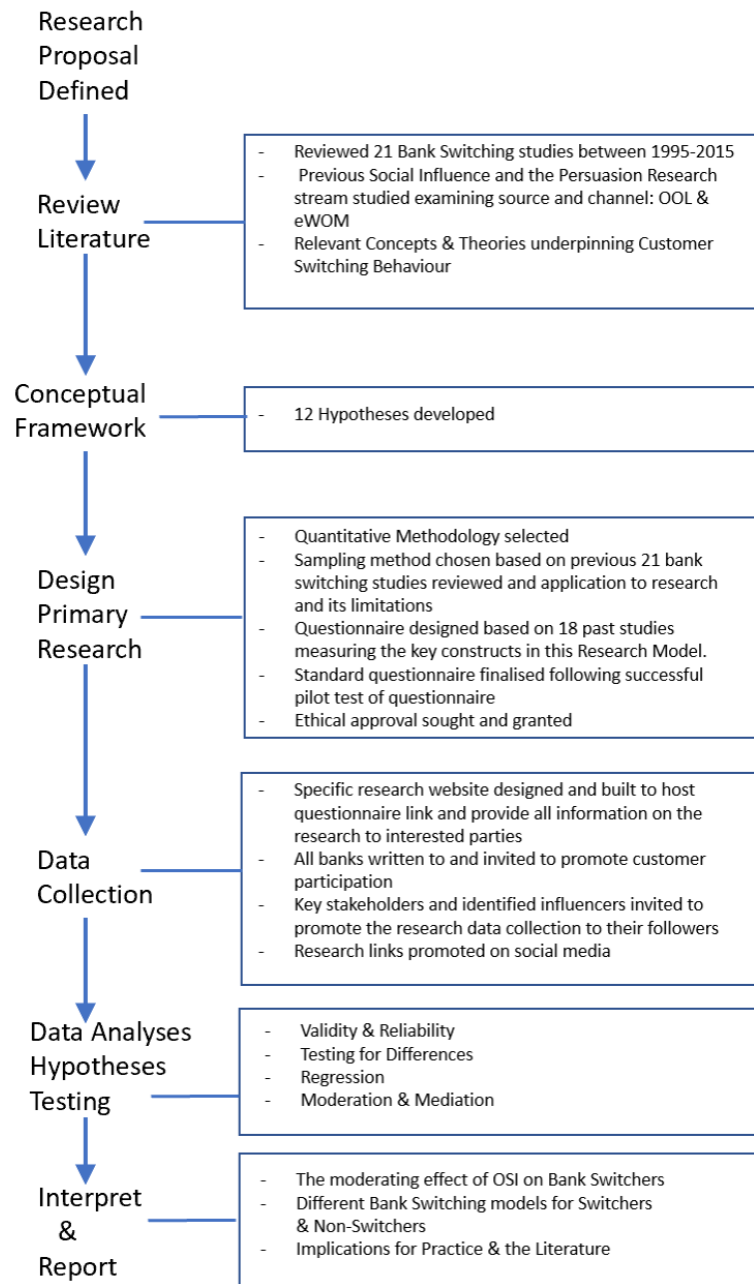 Research
Proposal
Defined
Review
Literature
- Reviewed 21 Bank Switching studies between 1995-2015
- Previous Social Influence and the Persuasion Research
stream studied examining source and channel: OOL &
eWOM
- Relevant Concepts & Theories underpinning Customer
Switching Behaviour
Conceptual
Framework
- 12 Hypotheses developed
Design
Primary
Research
- Quantitative Methodology selected
- Sampling method chosen based on previous 21 bank
switching studies reviewed and application to research
and its limitations
- Questionnaire designed based on 18 past studies
measuring the key constructs in this Research Model.
- Standard questionnaire finalised following successful
pilot test of questionnaire
- Ethical approval sought and granted
Data
Collection
- Specific research website designed and built to host
questionnaire link and provide all information on the
research to interested parties
- All banks written to and invited to promote customer
participation
- Key stakeholders and identified influencers invited to
promote the research data collection to their followers
- Research links promoted on social media
Data Analyses
Hypotheses
Testing
- Validity & Reliability
- Testing for Differences
- Regression
- Moderation & Mediation
Interpret
&
Report
- The moderating effect of OSI on Bank Switchers
- Different Bank Switching models for Switchers
& Non-Switchers
- Implications for Practice & the Literature